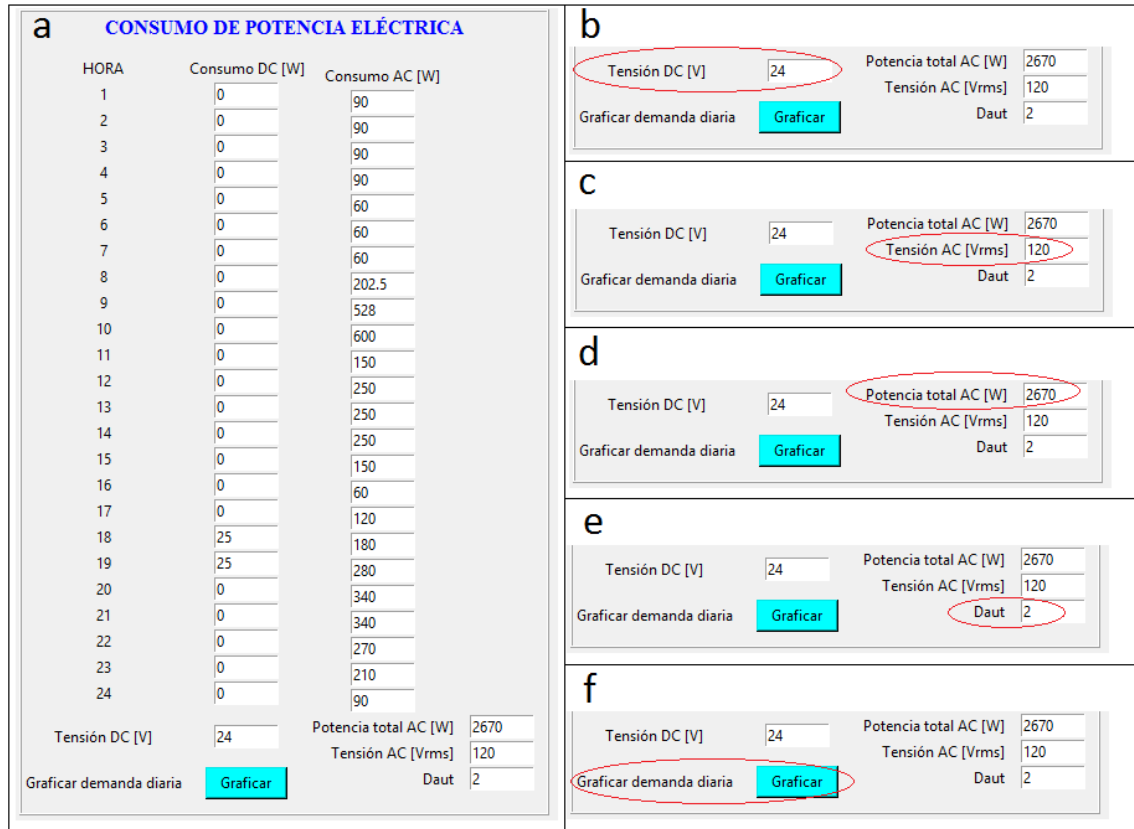 a
CONSUMO DE POTENCIA ELÉCTRICA
HORA Consumo DC [W] Consumo AC [W]
1 0 90
2 0 90
3 0 90
4 0 90
5 0 60
6 0 60
7 0 60
8 0 202.5
9 0 528
10 0 600
11 0 150
12 0 250
13 0 250
14 0 250
15 0 150
16 0 60
17 0 120
18 25 180
19 25 280
20 0 340
21 0 340
22 0 270
23 0 210
24 0 90
Tensión DC [V] 24 Potencia total AC [W] 2670
Tensión AC [Vrms] 120
Graficar demanda diaria Graficar Daut 2
b
Tensión DC [V] 24 Potencia total AC [W] 2670
Tensión AC [Vrms] 120
Graficar demanda diaria Graficar Daut 2
c
Tensión DC [V] 24 Potencia total AC [W] 2670
Tensión AC [Vrms] 120
Graficar demanda diaria Graficar Daut 2
d
Tensión DC [V] 24 Potencia total AC [W] 2670
Tensión AC [Vrms] 120
Graficar demanda diaria Graficar Daut 2
e
Tensión DC [V] 24 Potencia total AC [W] 2670
Tensión AC [Vrms] 120
Graficar demanda diaria Graficar Daut 2
f
Tensión DC [V] 24 Potencia total AC [W] 2670
Tensión AC [Vrms] 120
Graficar demanda diaria Graficar Daut 2